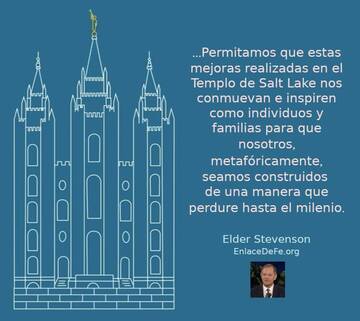 ...Permitamos que estas
mejoras realizadas en el
Templo de Salt Lake nos
conmuevan e inspiren
como individuos y
familias para que
nosotros,
metafóricamente,
seamos construidos
de una manera que
perdure hasta el milenio.
Elder Stevenson
EnlaceDeFe.org